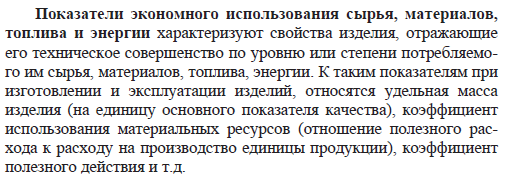 Показатели экономного использования сырья, материалов,
топлива и энергии характеризуют свойства изделия, отражающие
его техническое совершенство по уровню или степени потребляемо-
го им сырья, материалов, топлива, энергии. К таким показателям при
изготовлении и эксплуатации изделий, относятся удельная масса
изделия (на единицу основного показателя качества), коэффициент
использования материальных ресурсов (отношение полезного рас-
хода к расходу на производство единицы продукции), коэффициент
полезного действия и т.д.